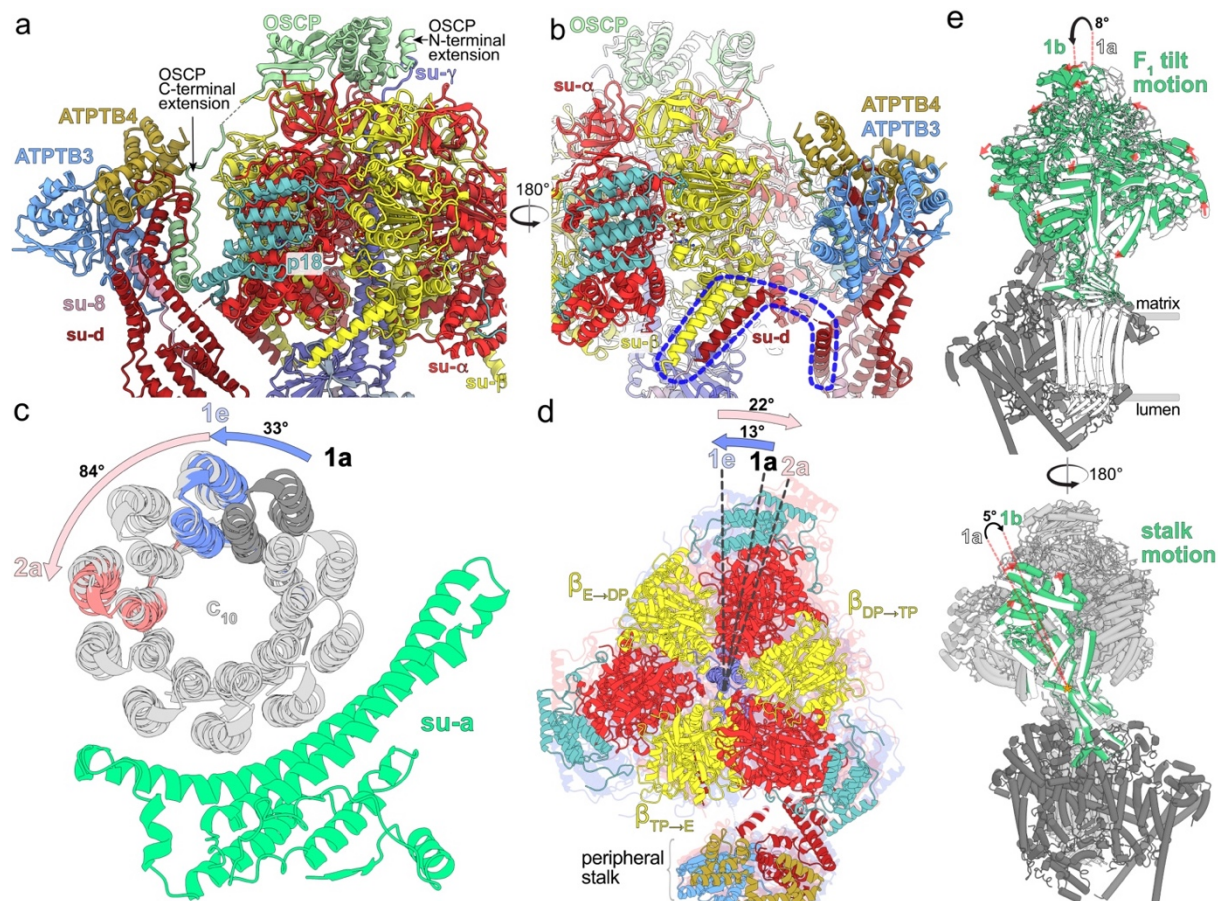 a
OSCP
OSCP
N-terminal
extension
su-γ
OSCP
C-terminal
extension
ATPTB4
ATPTB3
p18
su-8
su-d
su-α
su-β
180°
b
su-α
ATPTB4
ATPTB3
su-β
su-d
c
1e
33°
1a
84°
2a
C10
su-a
d
22°
13°
1e
1a
2a
βE→DP
βDP→TP
βTP→E
peripheral
stalk
e
8°
1b
1a
F1 tilt
motion
matrix
lumen
180°
5°
1b
1a
stalk
motion